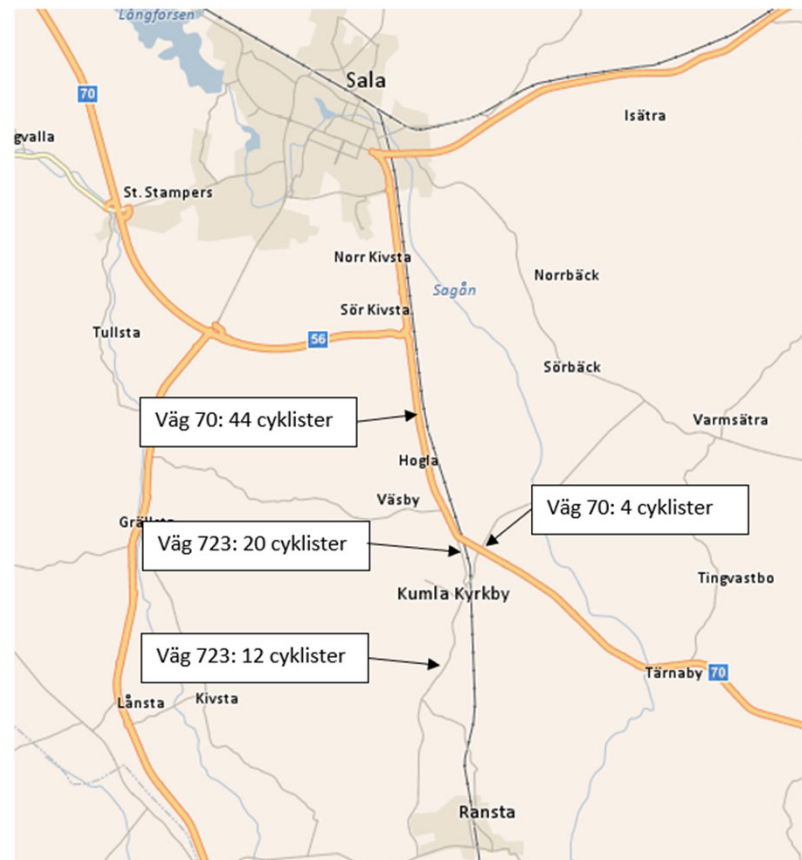 Långforsen
Sala
70
Isätra
gvalla
St. Stampers
Norr Kivsta
Norrbäck
Sagån
Sör Kivsta
Tullsta
56
Sörbäck
Väg 70: 44 cyklister
Varmsätra
Hogla
Väsby
Väg 70: 4 cyklister
Väg 723: 20 cyklister
Tingvastbo
Kumla Kyrkby
Väg 723: 12 cyklister
Tärnaby
70
Kivsta
Lånsta
Ransta